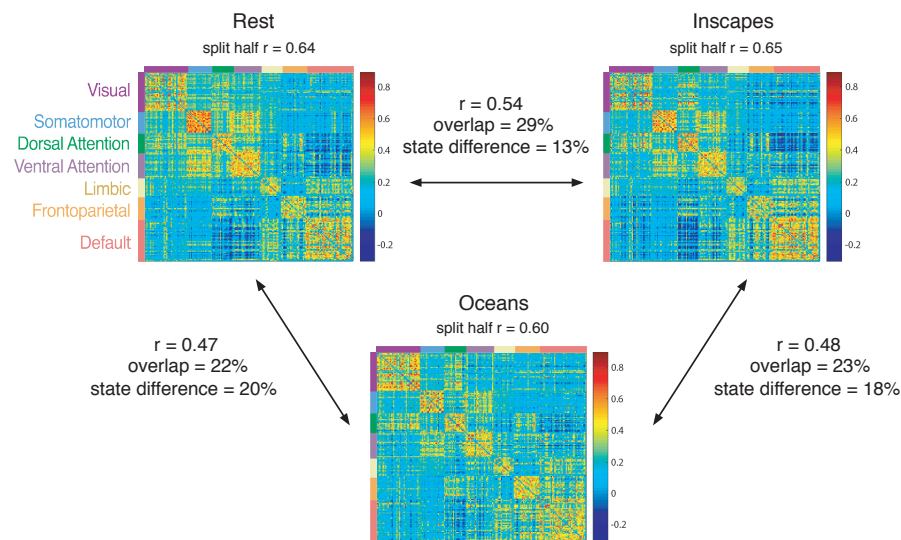 Rest
split half r = 0.64
Inscapes
split half r = 0.65
Visual
Somatomotor
Dorsal Attention
Ventral Attention
Limbic
Frontoparietal
Default
0.8
0.6
0.4
0.2
0
-0.2
r = 0.54
overlap = 29%
state difference = 13%
0.8
0.6
0.4
0.2
0
-0.2
r = 0.47
overlap = 22%
state difference = 20%
Oceans
split half r = 0.60
0.8
0.6
0.4
0.2
0
-0.2
r = 0.48
overlap = 23%
state difference = 18%